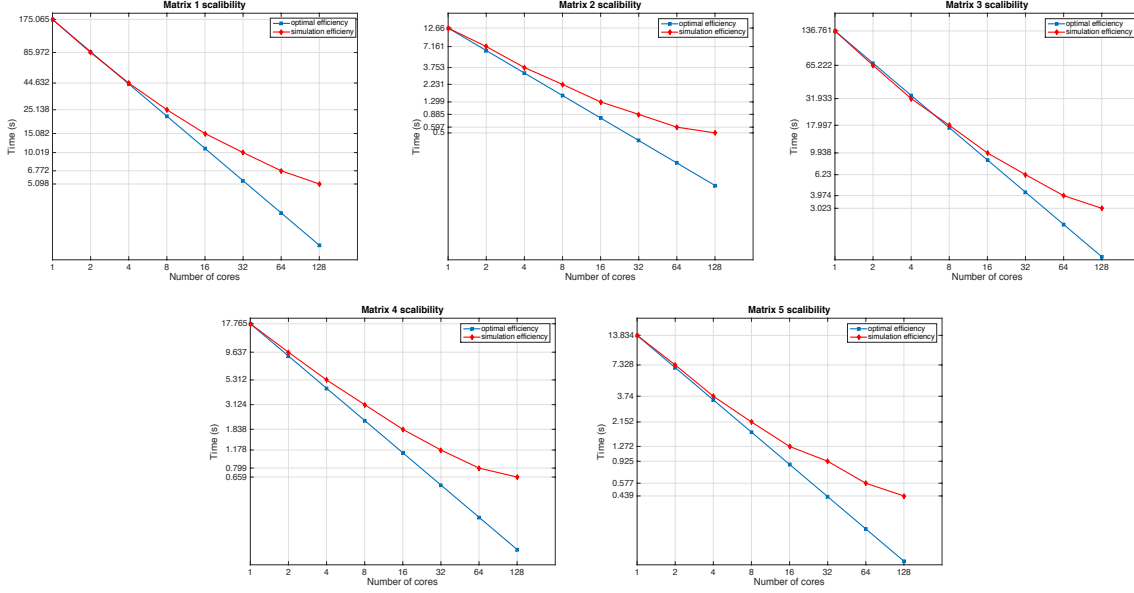 Matrix 1 scalibility
optimal efficiency
simulation efficieny
175.065
85.972
44.632
25.138
15.082
10.019
6.772
5.098
Time (s)
1 2 4 8 16 32 64 128
Number of cores
Matrix 2 scalibility
optimal efficiency
simulation efficiency
12.66
7.161
3.753
2.231
1.299
0.885
0.597
0.5
Time (s)
1 2 4 8 16 32 64 128
Number of cores
Matrix 3 scalibility
optimal efficiency
simulation efficiency
136.761
65.222
31.933
17.997
9.938
6.23
3.974
3.023
Time (s)
1 2 4 8 16 32 64 128
Number of cores
Matrix 4 scalibility
optimal efficiency
simulation efficiency
17.765
9.637
5.312
3.124
1.838
1.178
0.799
0.659
Time (s)
1 2 4 8 16 32 64 128
Number of cores
Matrix 5 scalibility
optimal efficiency
simulation efficiency
13.834
7.328
3.74
2.152
1.272
0.925
0.577
0.439
Time (s)
1 2 4 8 16 32 64 128
Number of cores